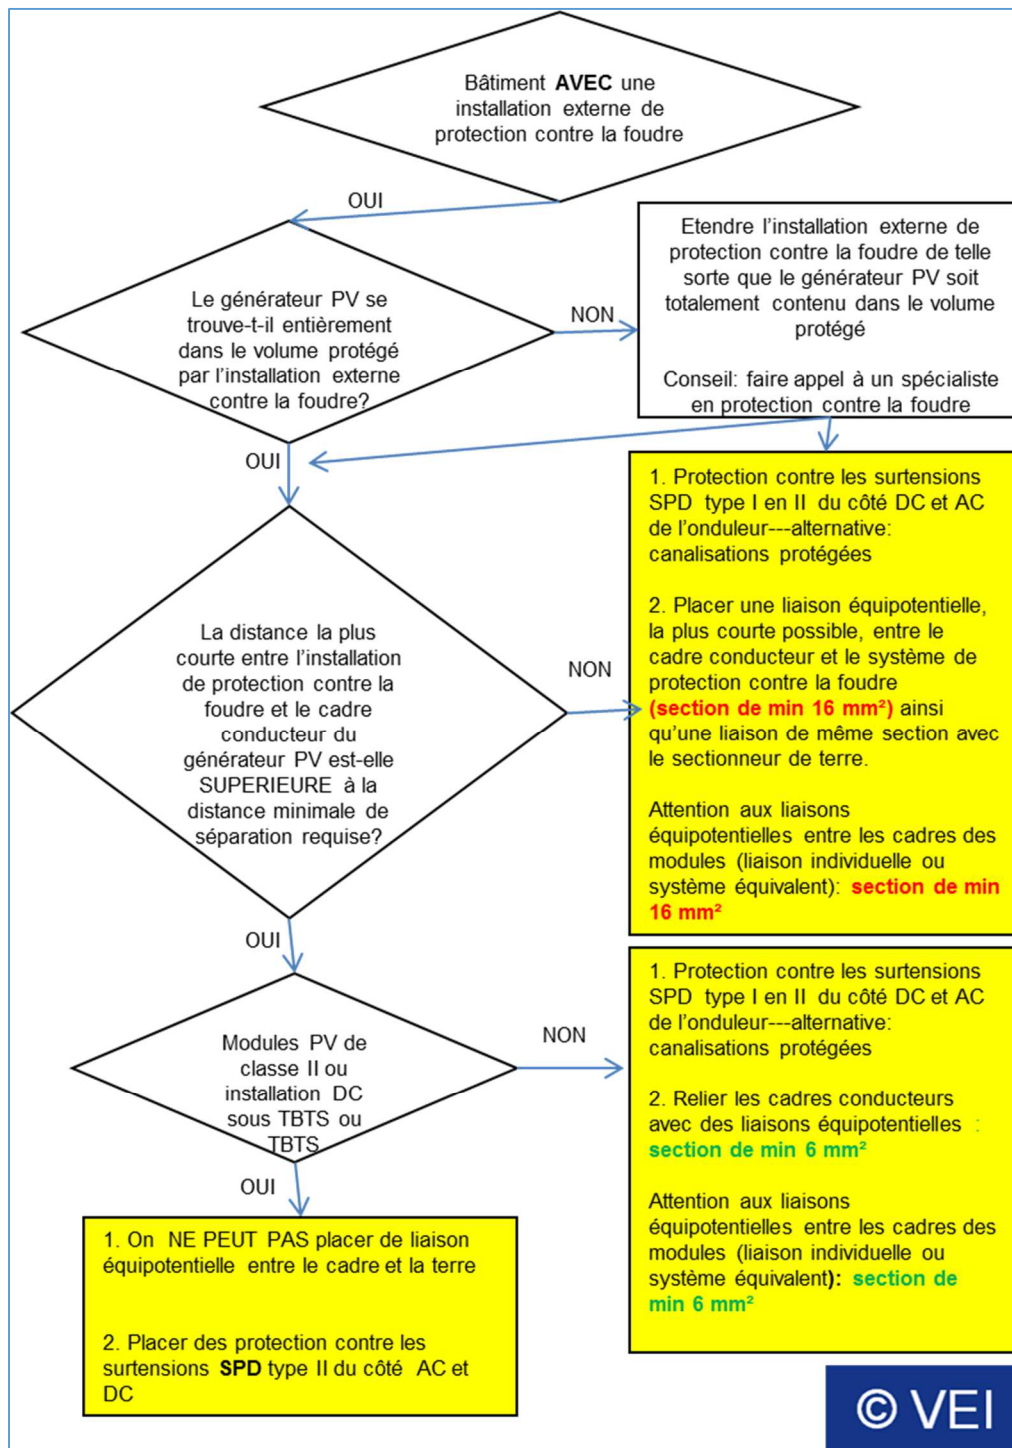 Bâtiment AVEC une
installation externe de
protection contre la foudre
OUI
Le générateur PV se
trouve-t-il entièrement
dans le volume protégé
par l'installation externe
contre la foudre?
NON
Etendre l'installation externe de
protection contre la foudre de telle
sorte que le générateur PV soit
totalement contenu dans le volume
protégé
Conseil: faire appel à un spécialiste
en protection contre la foudre
OUI
La distance la plus
courte entre l'installation
de protection contre la
foudre et le cadre
conducteur du
générateur PV est-elle
SUPERIEURE à la
distance minimale de
séparation requise?
NON
1. Protection contre les surtensions
SPD type I en II du côté DC et AC
de l'onduleur---alternative:
canalisations protégées
2. Placer une liaison équipotentielle,
la plus courte possible, entre le
cadre conducteur et le système de
protection contre la foudre
(section de min 16 mm²) ainsi
qu'une liaison de même section avec
le sectionneur de terre.
Attention aux liaisons
équipotentielles entre les cadres des
modules (liaison individuelle ou
système équivalent): section de min
16 mm²
OUI
Modules PV de
classe II ou
installation DC
sous TBTS ou
TBTS
NON
1. Protection contre les surtensions
SPD type I en II du côté DC et AC
de l'onduleur---alternative:
canalisations protégées
2. Relier les cadres conducteurs
avec des liaisons équipotentielles :
section de min 6 mm²
Attention aux liaisons
équipotentielles entre les cadres des
modules (liaison individuelle ou
système équivalent): section de
min 6 mm²
OUI
1. On NE PEUT PAS placer de liaison
équipotentielle entre le cadre et la terre
2. Placer des protection contre les
surtensions SPD type II du côté AC et
DC
© VEI